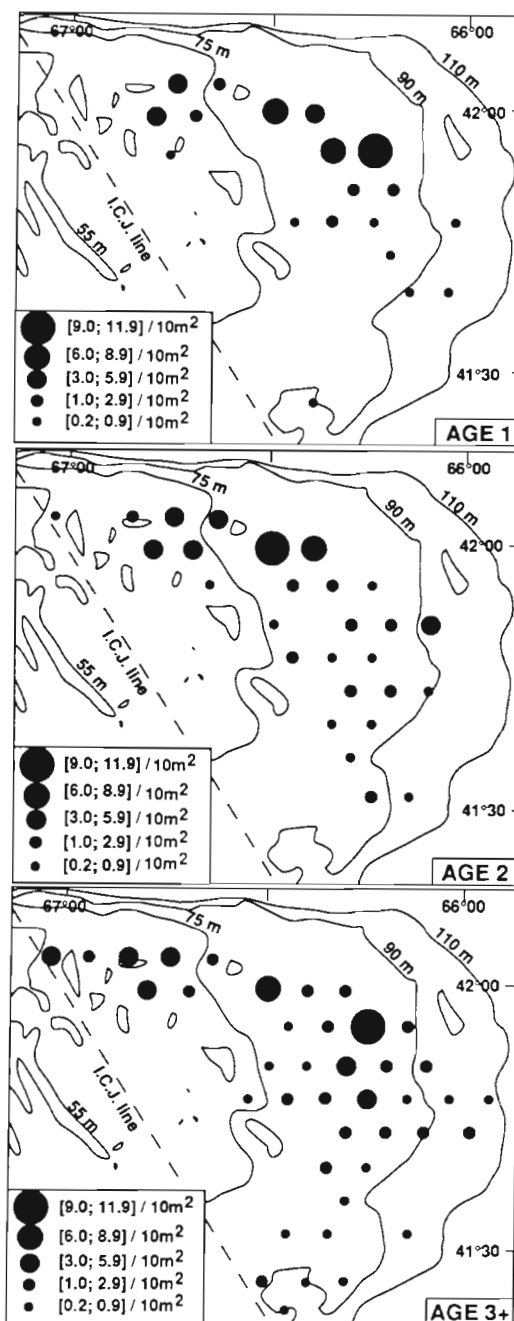 67°00
66°00
75 m
110 m
90 m
42°00
I.C.J. line
55 m
[9.0; 11.9] / 10m²
[6.0; 8.9] / 10m²
[3.0; 5.9] / 10m²
[1.0; 2.9] / 10m²
[0.2; 0.9] / 10m²
41°30
AGE 1
67°00
66°00
75 m
110 m
90 m
42°00
I.C.J. line
55 m
[9.0; 11.9] / 10m²
[6.0; 8.9] / 10m²
[3.0; 5.9] / 10m²
[1.0; 2.9] / 10m²
[0.2; 0.9] / 10m²
41°30
AGE 2
67°00
66°00
75 m
110 m
90 m
42°00
I.C.J. line
55 m
[9.0; 11.9] / 10m²
[6.0; 8.9] / 10m²
[3.0; 5.9] / 10m²
[1.0; 2.9] / 10m²
[0.2; 0.9] / 10m²
41°30
AGE 3+